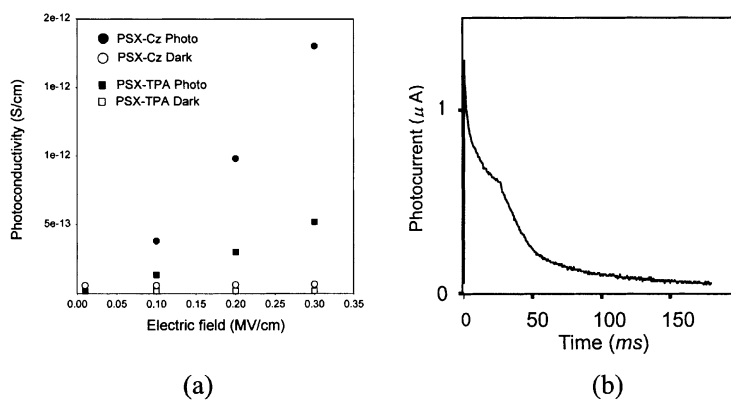 2e-12
1e-12
1e-12
5e-13
0.00 0.05 0.10 0.15 0.20 0.25 0.30 0.35
Photoconductivity (S/cm)
Electric field (MV/cm)
PSX-Cz Photo
PSX-Cz Dark
PSX-TPA Photo
PSX-TPA Dark
(a)
Photocurrent (μ A)
1
0
0 50 100 150
Time (ms)
(b)